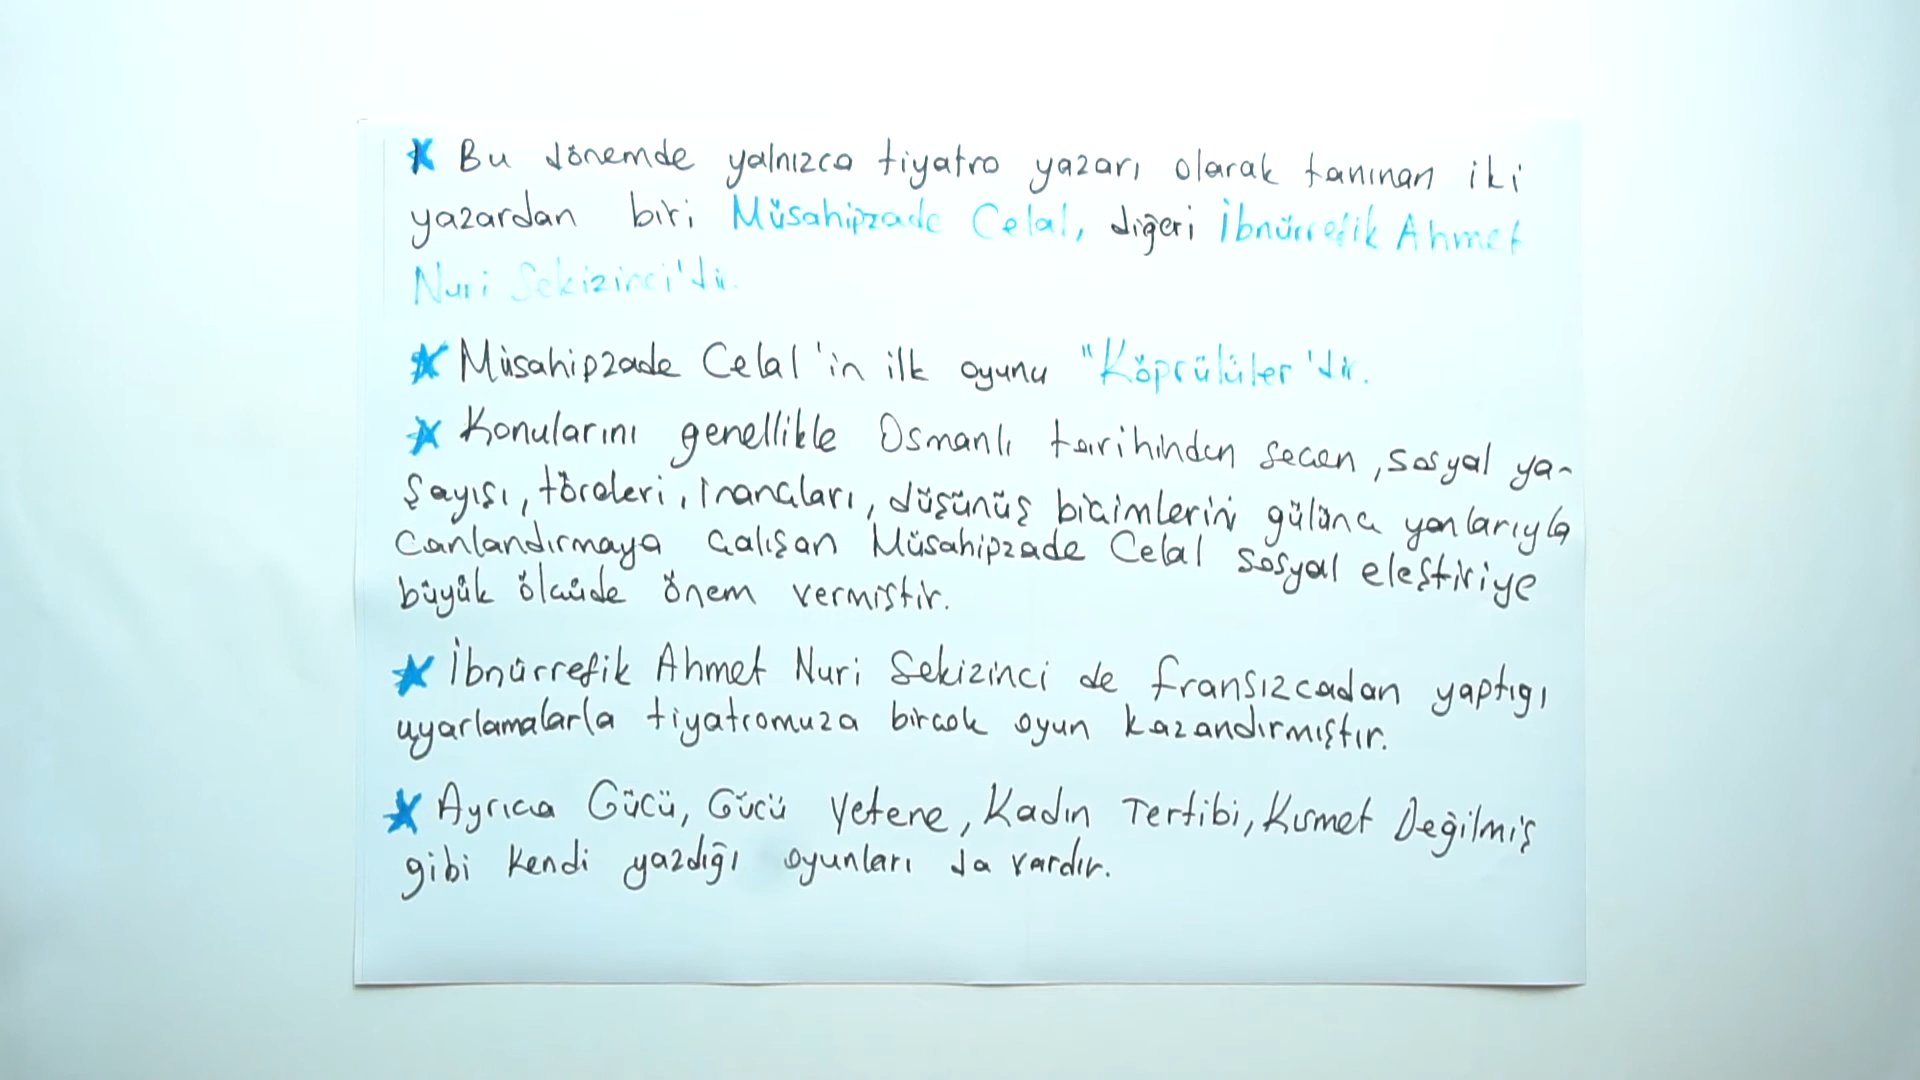 * Bu dönemde yalnızca tiyatro yazarı olarak tanınan iki
yazardan biri Müsahipzade Celal, diğeri İbnürrefik Ahmet
Nuri Sekizinci'dir.
* Müsahipzade Celal'in ilk oyunu "Köprülüler'dir.
* Konularını genellikle Osmanlı tarihinden seçen, sosyal ya-
şayışı, töreleri, inançları, düşünüş biçimlerini gülünç yanlarıyla
canlandırmaya çalışan Müsahipzade Celal sosyal eleştiriye
büyük ölçüde önem vermiştir.
* İbnürrefik Ahmet Nuri Sekizinci de fransızcadan yaptığı
uyarlamalarla tiyatromuza birçok oyun kazandırmıştır.
* Ayrıca Gücü, Gücü Yetene, Kadın Tertibi, Kısmet Değilmiş
gibi kendi yazdığı oyunları da vardır.